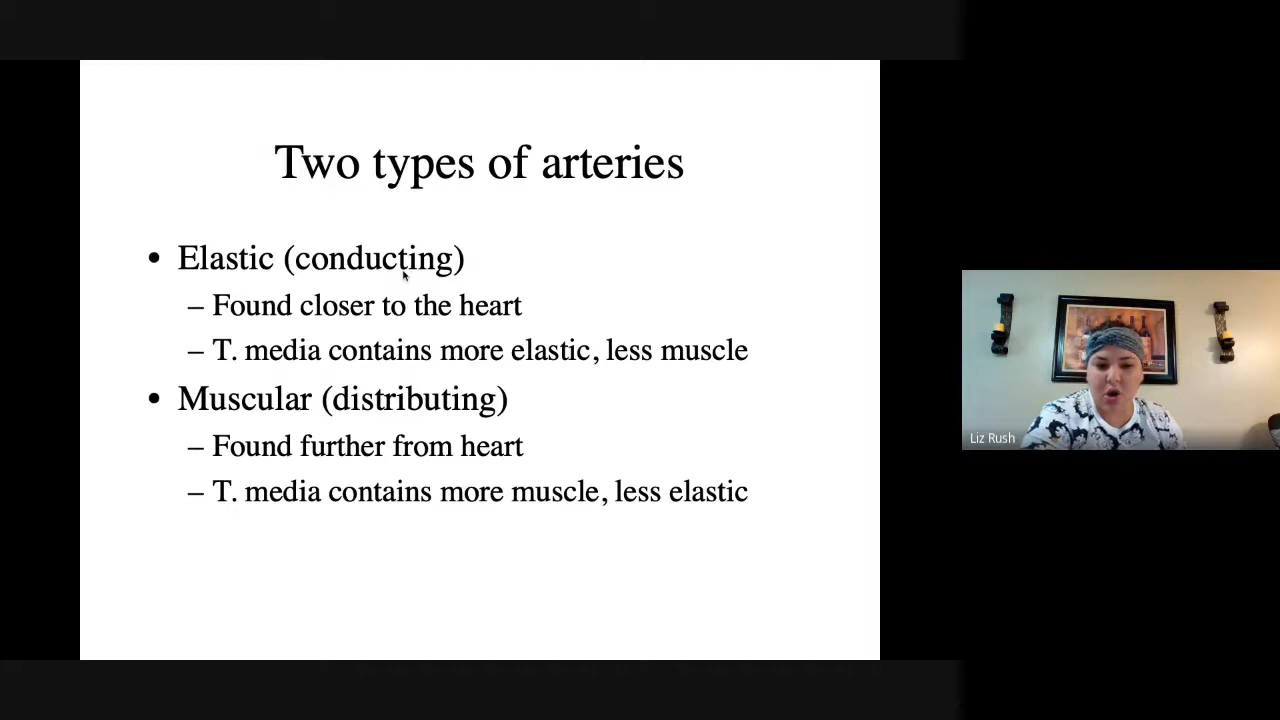 Two types of arteries
• Elastic (conducting)
– Found closer to the heart
– T. media contains more elastic, less muscle
• Muscular (distributing)
– Found further from heart
– T. media contains more muscle, less elastic
Liz Rush